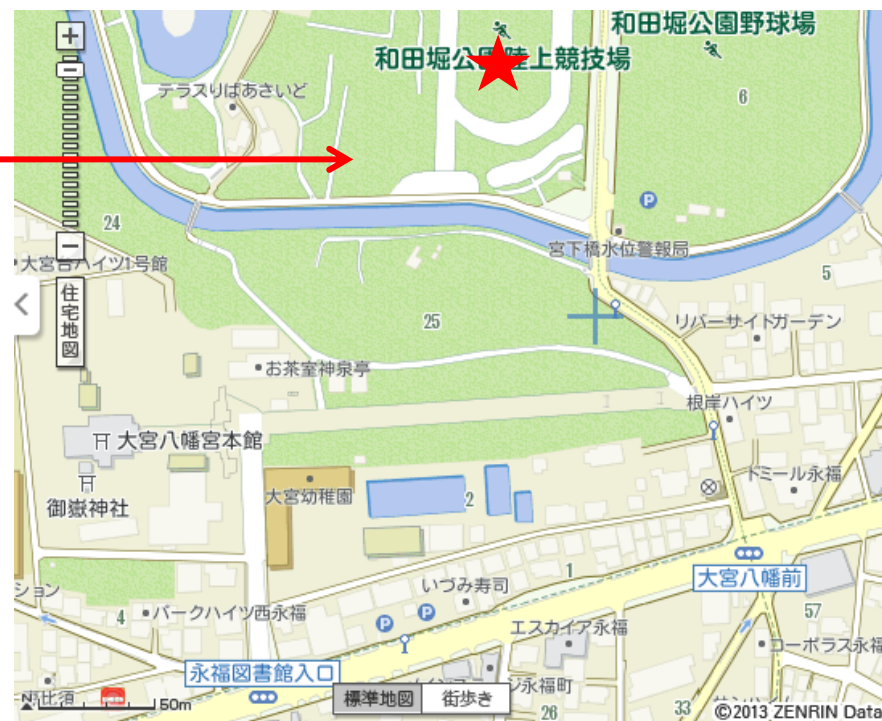 和田堀公園野球場
和田堀公園陸上競技場
テラスりばあさいど
6
P
24
宮下橋水位警報局
大宮台ハイツ1号館
5
住宅地図
25
リバーサイドガーデン
お茶室神泉亭
根岸ハイツ
大宮八幡宮本館
トミール永福
大宮幼稚園
2
御嶽神社
大宮八幡前
ション
いづみ寿司
1
4
パークハイツ西永福
P
P
エスカイア永福
57
コーポラス永福
永福図書館入口
50m
標準地図
街歩き
ン永福町
26
33
©2013 ZENRIN Data